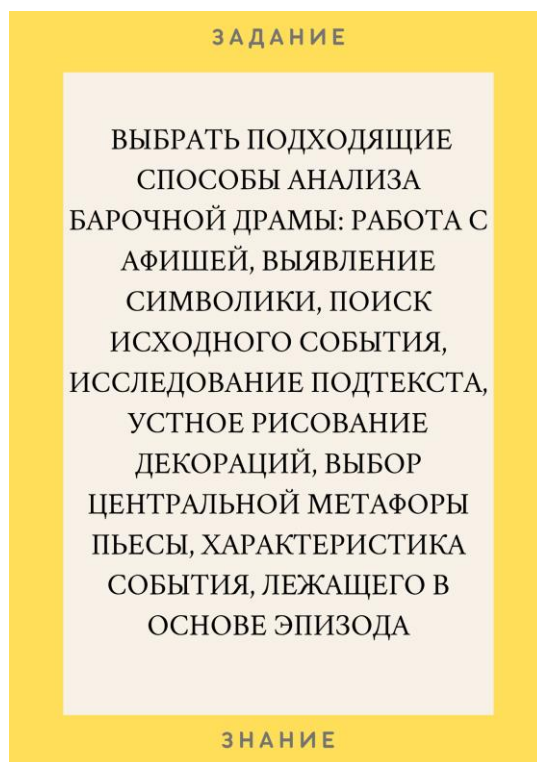 ЗАДАНИЕ
ВЫБРАТЬ ПОДХОДЯЩИЕ
СПОСОБЫ АНАЛИЗА
БАРОЧНОЙ ДРАМЫ: РАБОТА С
АФИШЕЙ, ВЫЯВЛЕНИЕ
СИМВОЛИКИ, ПОИСК
ИСХОДНОГО СОБЫТИЯ,
ИССЛЕДОВАНИЕ ПОДТЕКСТА,
УСТНОЕ РИСОВАНИЕ
ДЕКОРАЦИЙ, ВЫБОР
ЦЕНТРАЛЬНОЙ МЕТАФОРЫ
ПЬЕСЫ, ХАРАКТЕРИСТИКА
СОБЫТИЯ, ЛЕЖАЩЕГО В
ОСНОВЕ ЭПИЗОДА
ЗНАНИЕ